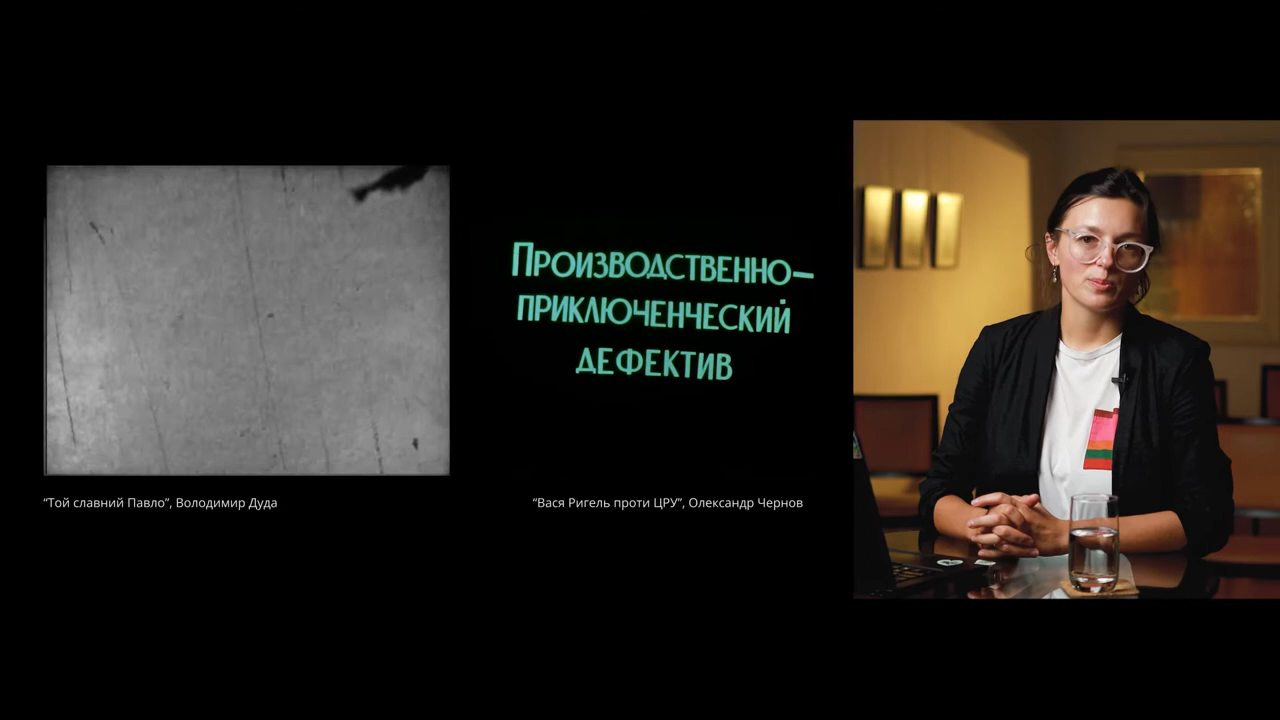 Производственно-
приключенческий
дефектив
“Той славний Павло”, Володимир Дуда
“Вася Ригель проти ЦРУ”, Олександр Чернов